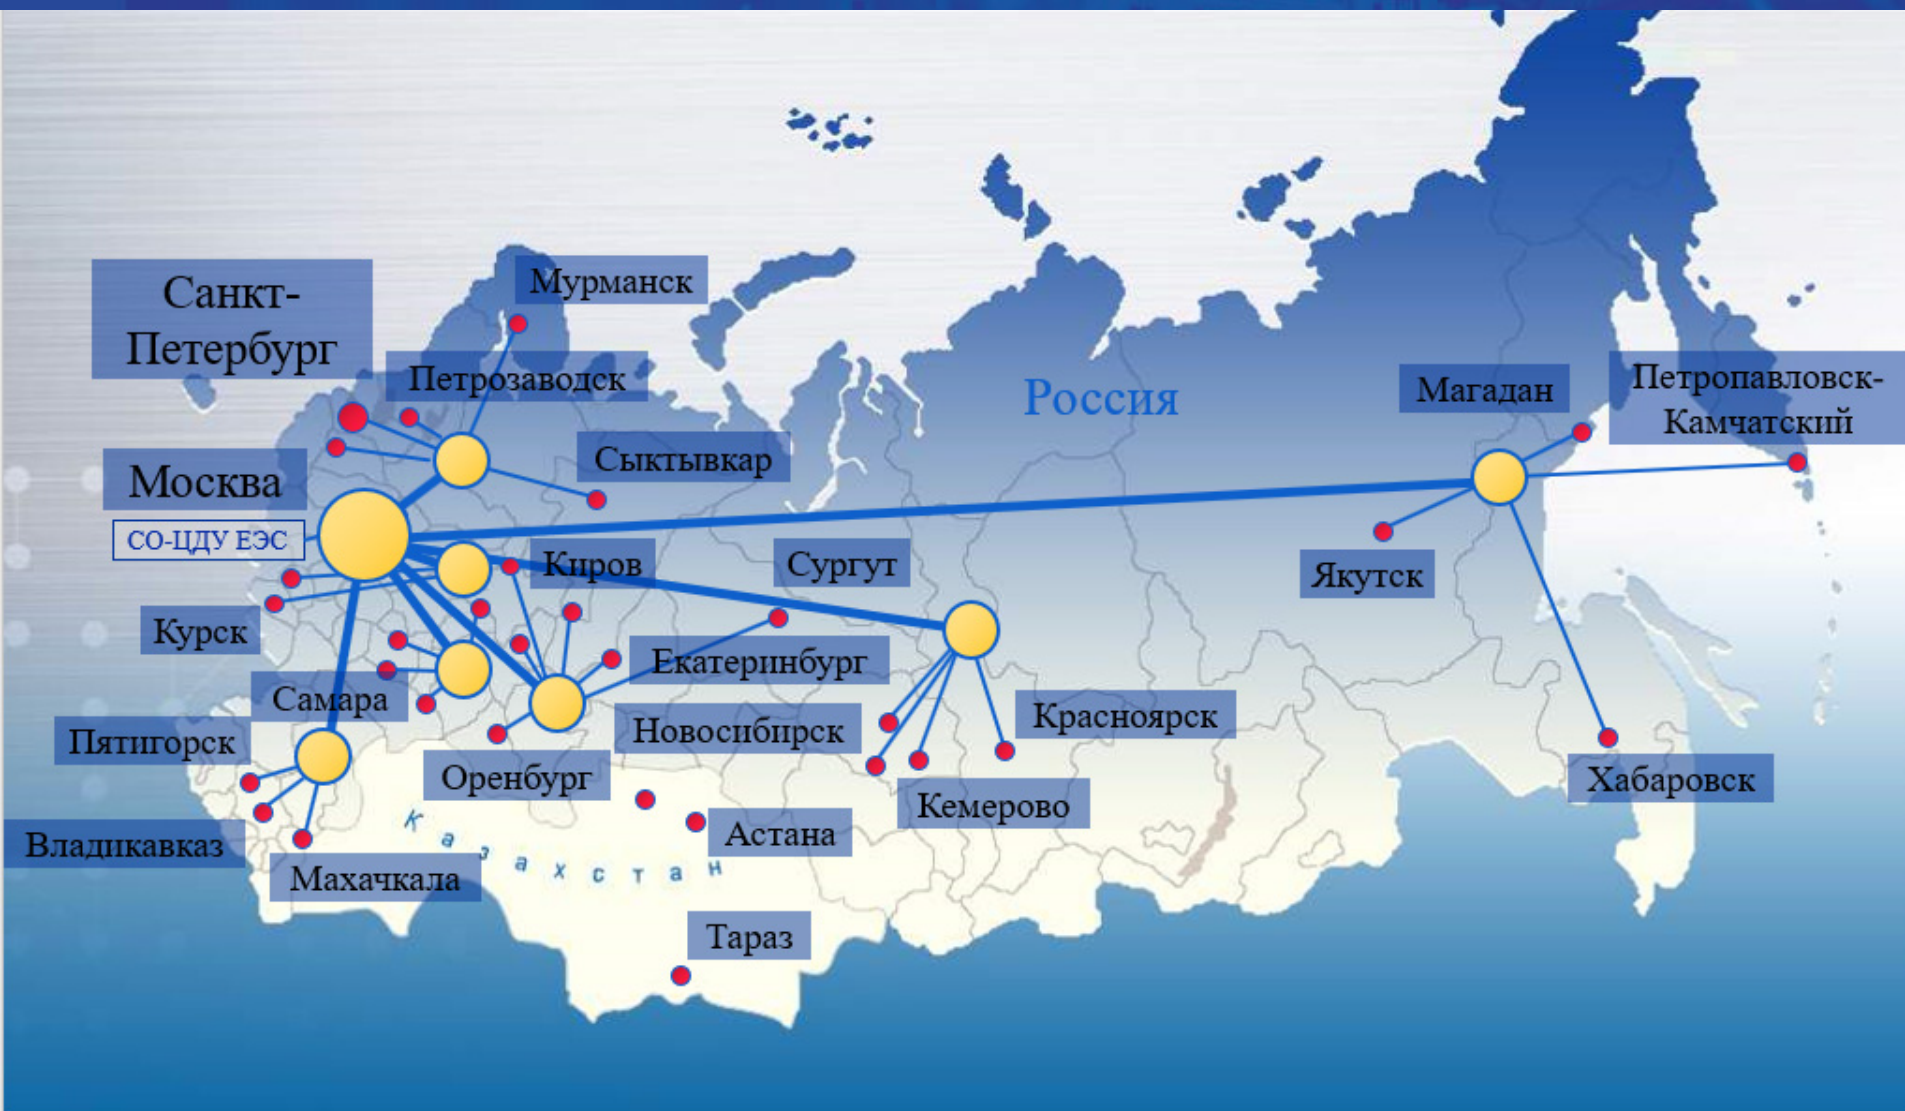 Санкт-
Петербург
Мурманск
Петрозаводск
Сыктывкар
Россия
Магадан
Петропавловск-
Камчатский
Москва
СО-ЦДУ ЕЭС
Киров
Сургут
Якутск
Курск
Екатеринбург
Самара
Новосибирск
Красноярск
Пятигорск
Оренбург
Хабаровск
Кемерово
Астана
Владикавказ
Казахстан
Махачкала
Тараз